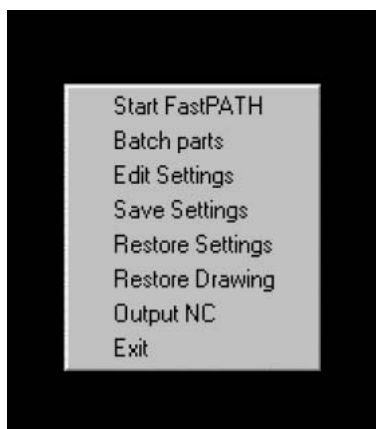 Start FastPATH
Batch parts
Edit Settings
Save Settings
Restore Settings
Restore Drawing
Output NC
Exit